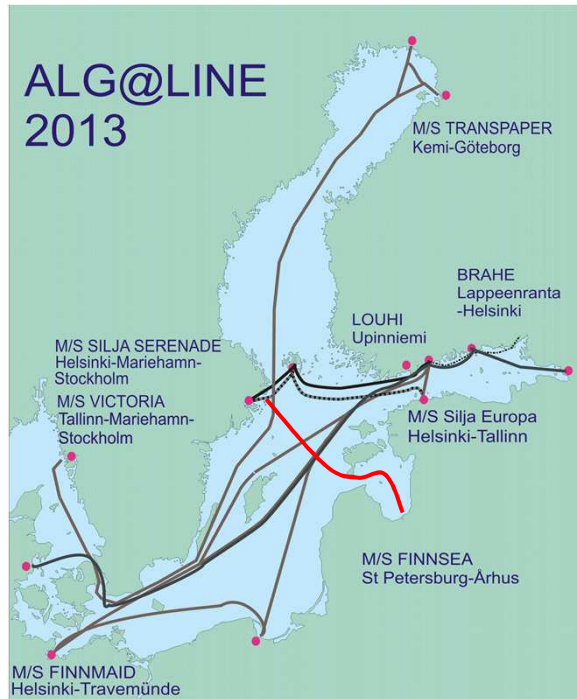 ALG@LINE
2013
M/S TRANSPAPER
Kemi-Göteborg
BRAHE
Lappeenranta
-Helsinki
LOUHI
Upinniemi
M/S SILJA SERENADE
Helsinki-Mariehamn-
Stockholm
M/S VICTORIA
Tallinn-Mariehamn-
Stockholm
M/S Silja Europa
Helsinki-Tallinn
M/S FINNSEA
St Petersburg-Århus
M/S FINNMAID
Helsinki-Travemünde